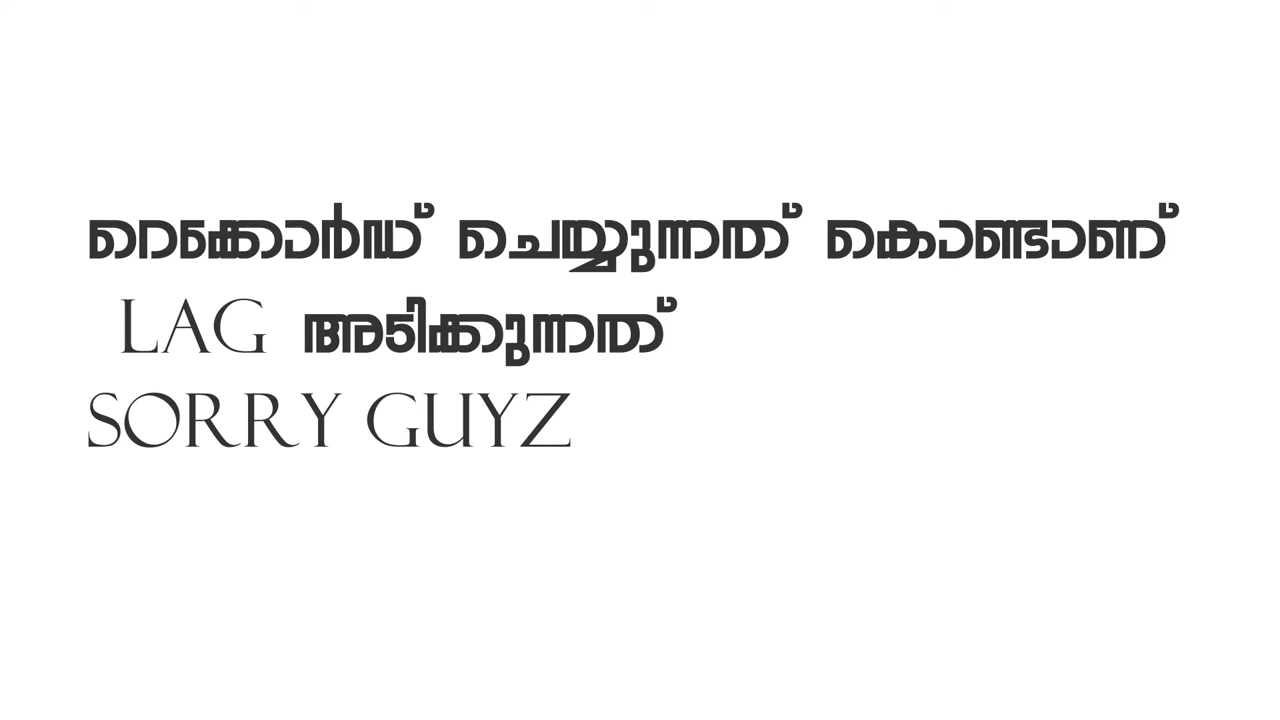 റെക്കോർഡ് ചെയ്യുന്നത് കൊണ്ടാണ്
LAG അടിക്കുന്നത്
SORRY GUYZ